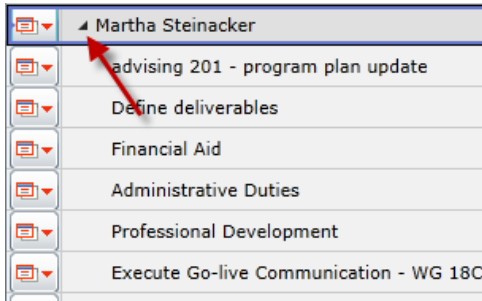 Martha Steinacker
advising 201 - program plan update
Define deliverables
Financial Aid
Administrative Duties
Professional Development
Execute Go-live Communication - WG 18C